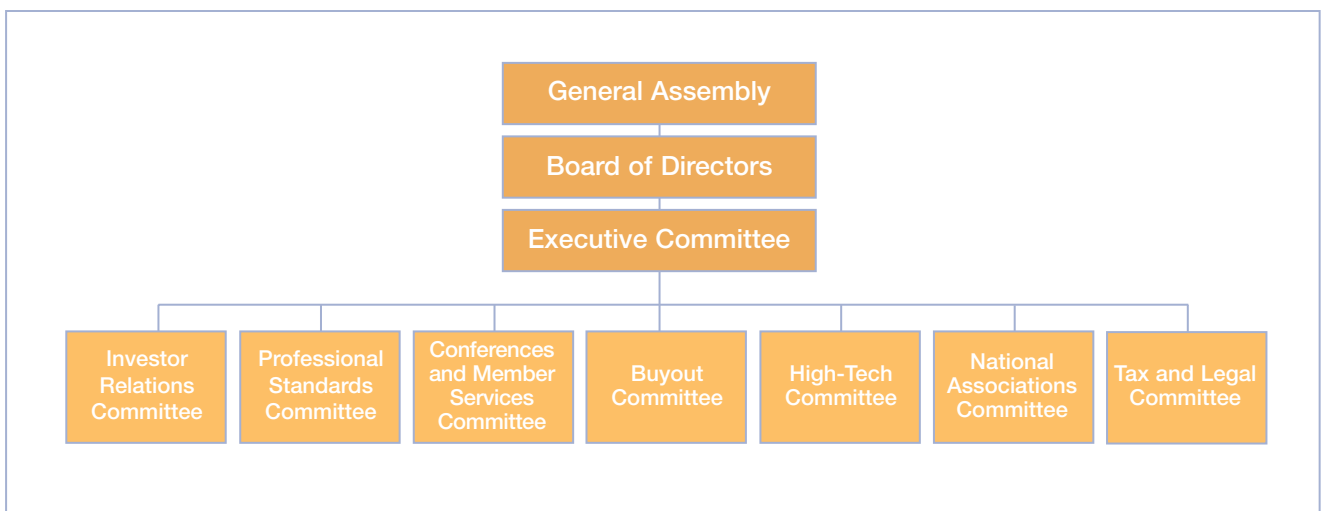 General Assembly
Board of Directors
Executive Committee
Investor
Relations
Committee
Professional
Standards
Committee
Conferences
and Member
Services
Committee
Buyout
Committee
High-Tech
Committee
National
Associations
Committee
Tax and Legal
Committee